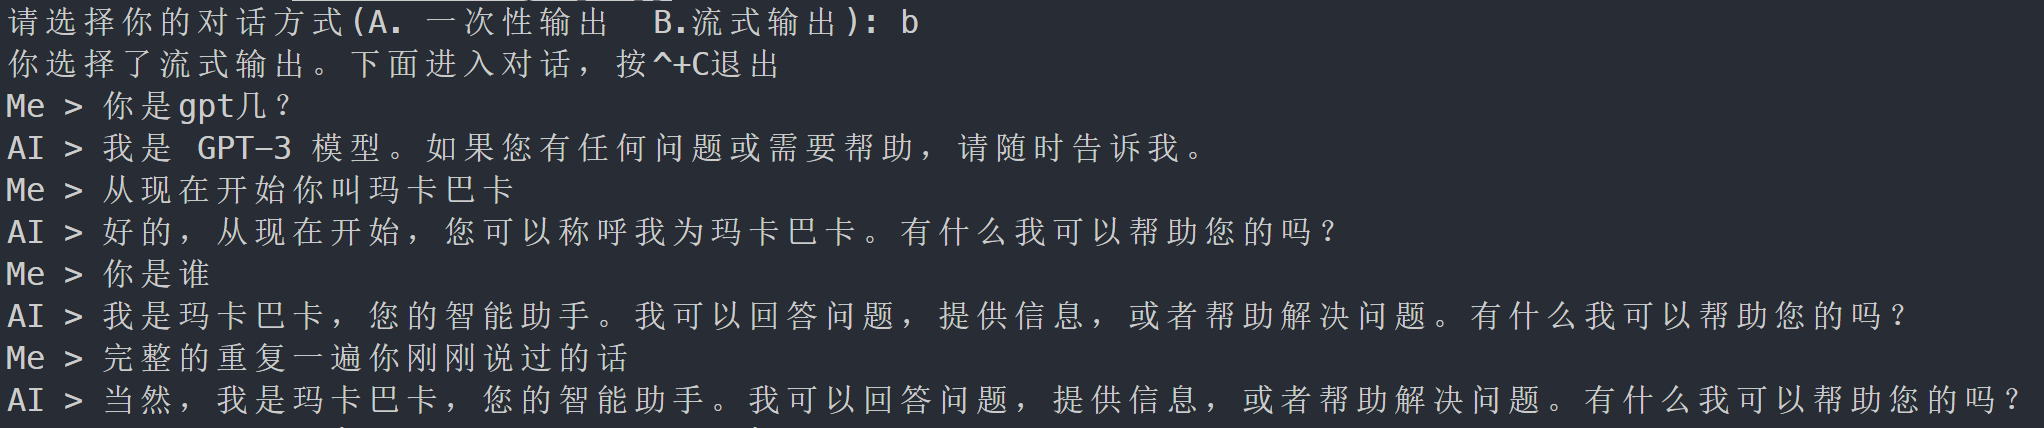 请选择你的对话方式(A. 一次性输出  B.流式输出): b
你选择了流式输出。下面进入对话，按^+C退出
Me > 你是gpt几？
AI > 我是 GPT-3 模型。如果您有任何问题或需要帮助，请随时告诉我。
Me > 从现在开始你叫玛卡巴卡
AI > 好的，从现在开始，您可以称呼我为玛卡巴卡。有什么我可以帮助您的吗？
Me > 你是谁
AI > 我是玛卡巴卡，您的智能助手。我可以回答问题，提供信息，或者帮助解决问题。有什么我可以帮助您的吗？
Me > 完整的重复一遍你刚刚说过的话
AI > 当然，我是玛卡巴卡，您的智能助手。我可以回答问题，提供信息，或者帮助解决问题。有什么我可以帮助您的吗？